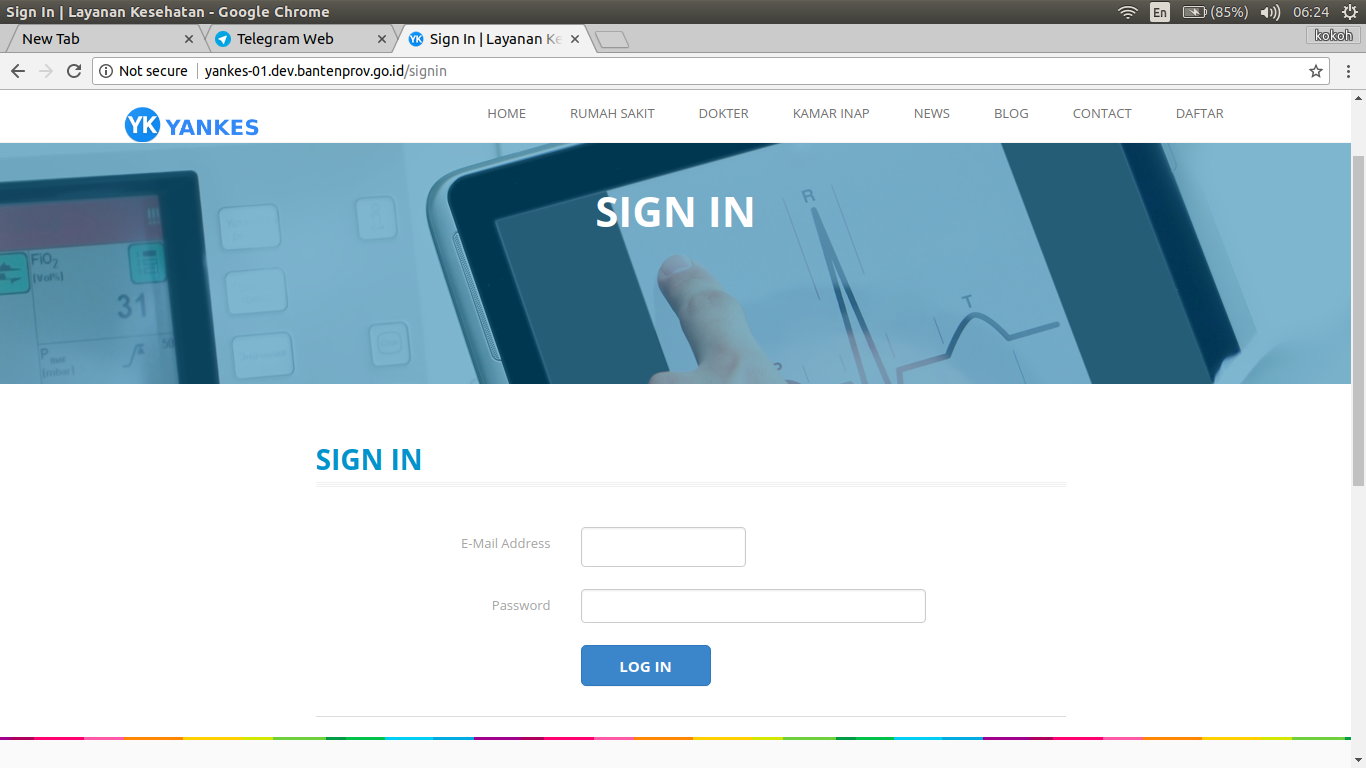 Sign In | Layanan Kesehatan - Google Chrome
En
(85%)
06:24
New Tab
Telegram Web
Sign In | Layanan Ke
kokoh
Not secure
yankes-01.dev.bantenprov.go.id/signin
YK YANKES
HOME
RUMAH SAKIT
DOKTER
KAMAR INAP
NEWS
BLOG
CONTACT
DAFTAR
SIGN IN
R
FiO2
[Vol%]
31
T
P
[mbar]
SIGN IN
E-Mail Address
Password
LOG IN